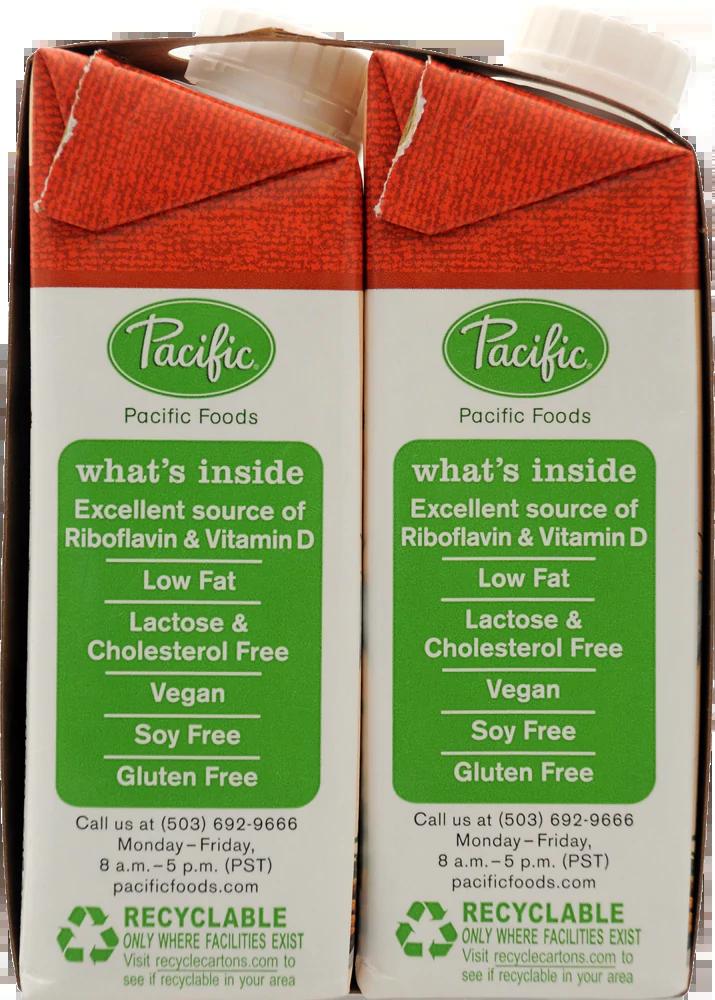 Pacific®
Pacific Foods
what's inside
Excellent source of
Riboflavin & Vitamin D
Low Fat
Lactose &
Cholesterol Free
Vegan
Soy Free
Gluten Free
Call us at (503) 692-9666
Monday–Friday,
8 a.m.–5 p.m. (PST)
pacificfoods.com
RECYCLABLE
ONLY WHERE FACILITIES EXIST
Visit recyclecartons.com to
see if recyclable in your area
Pacific®
Pacific Foods
what's inside
Excellent source of
Riboflavin & Vitamin D
Low Fat
Lactose &
Cholesterol Free
Vegan
Soy Free
Gluten Free
Call us at (503) 692-9666
Monday–Friday,
8 a.m.–5 p.m. (PST)
pacificfoods.com
RECYCLABLE
ONLY WHERE FACILITIES EXIST
Visit recyclecartons.com to
see if recyclable in your area